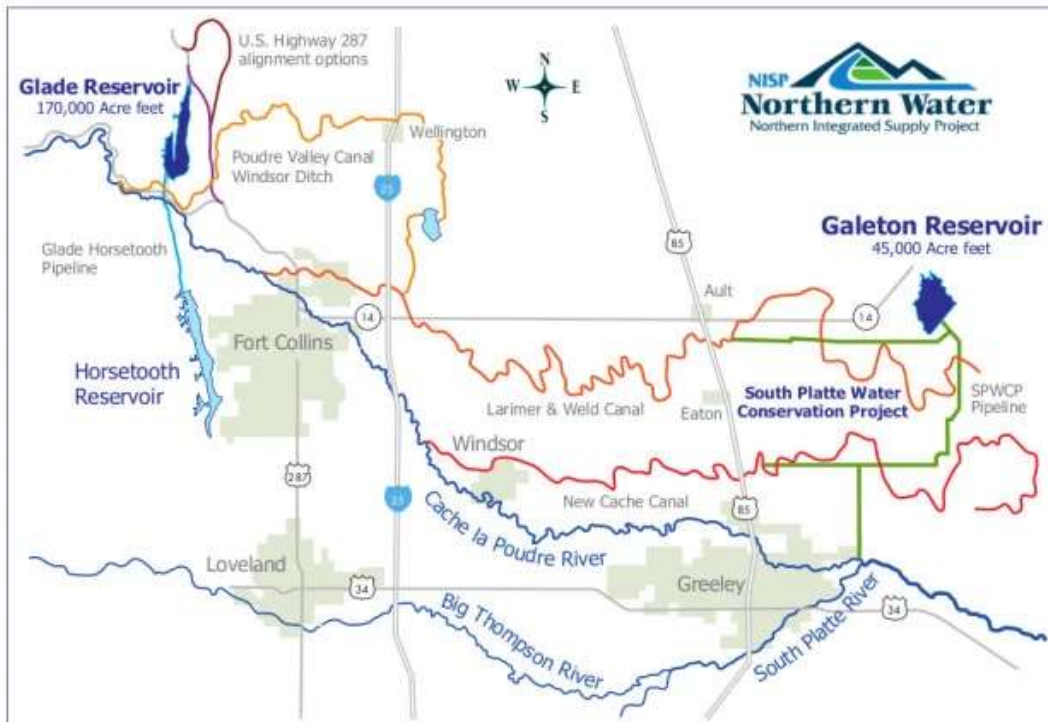 U.S. Highway 287
alignment options
Glade Reservoir
170,000 Acre feet
N
W
E
S
NISP
Northern Water
Northern Integrated Supply Project
Wellington
Poudre Valley Canal
Windsor Ditch
25
85
Galeton Reservoir
45,000 Acre feet
Glade Horsetooth
Pipeline
Ault
14
14
Fort Collins
Horsetooth
Reservoir
Larimer & Weld Canal
Eaton
South Platte Water
Conservation Project
SPWCP
Pipeline
Windsor
287
25
New Cache Canal
85
Cache la Poudre River
Loveland
34
Greeley
34
Big Thompson River
South Platte River